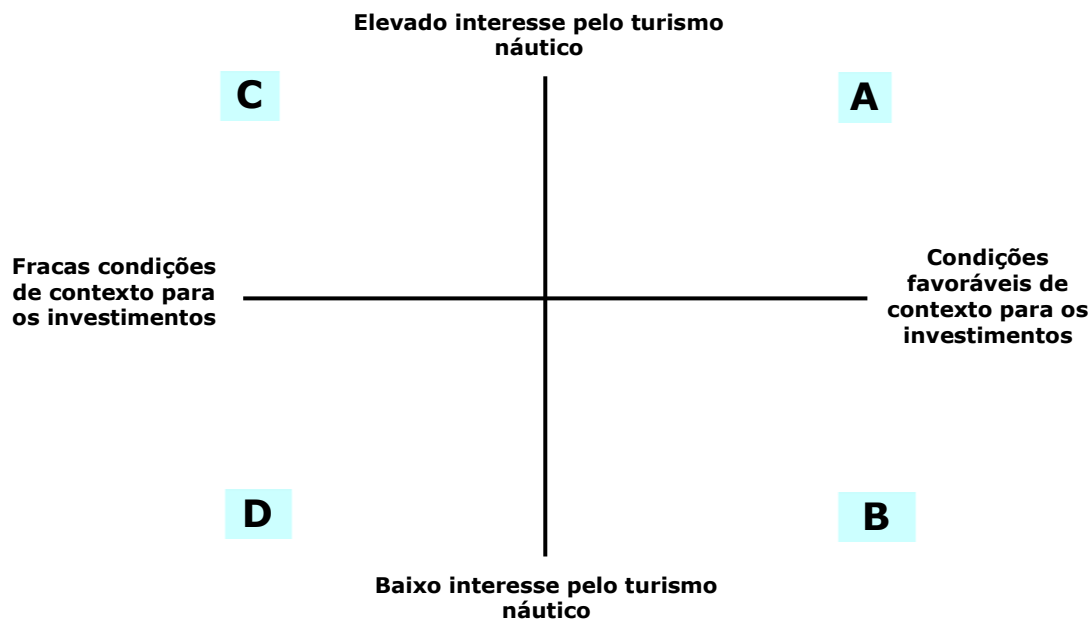 Elevado interesse pelo turismo
náutico
C
A
Fracas condições
de contexto para
os investimentos
Condições
favoráveis de
contexto para os
investimentos
D
B
Baixo interesse pelo turismo
náutico